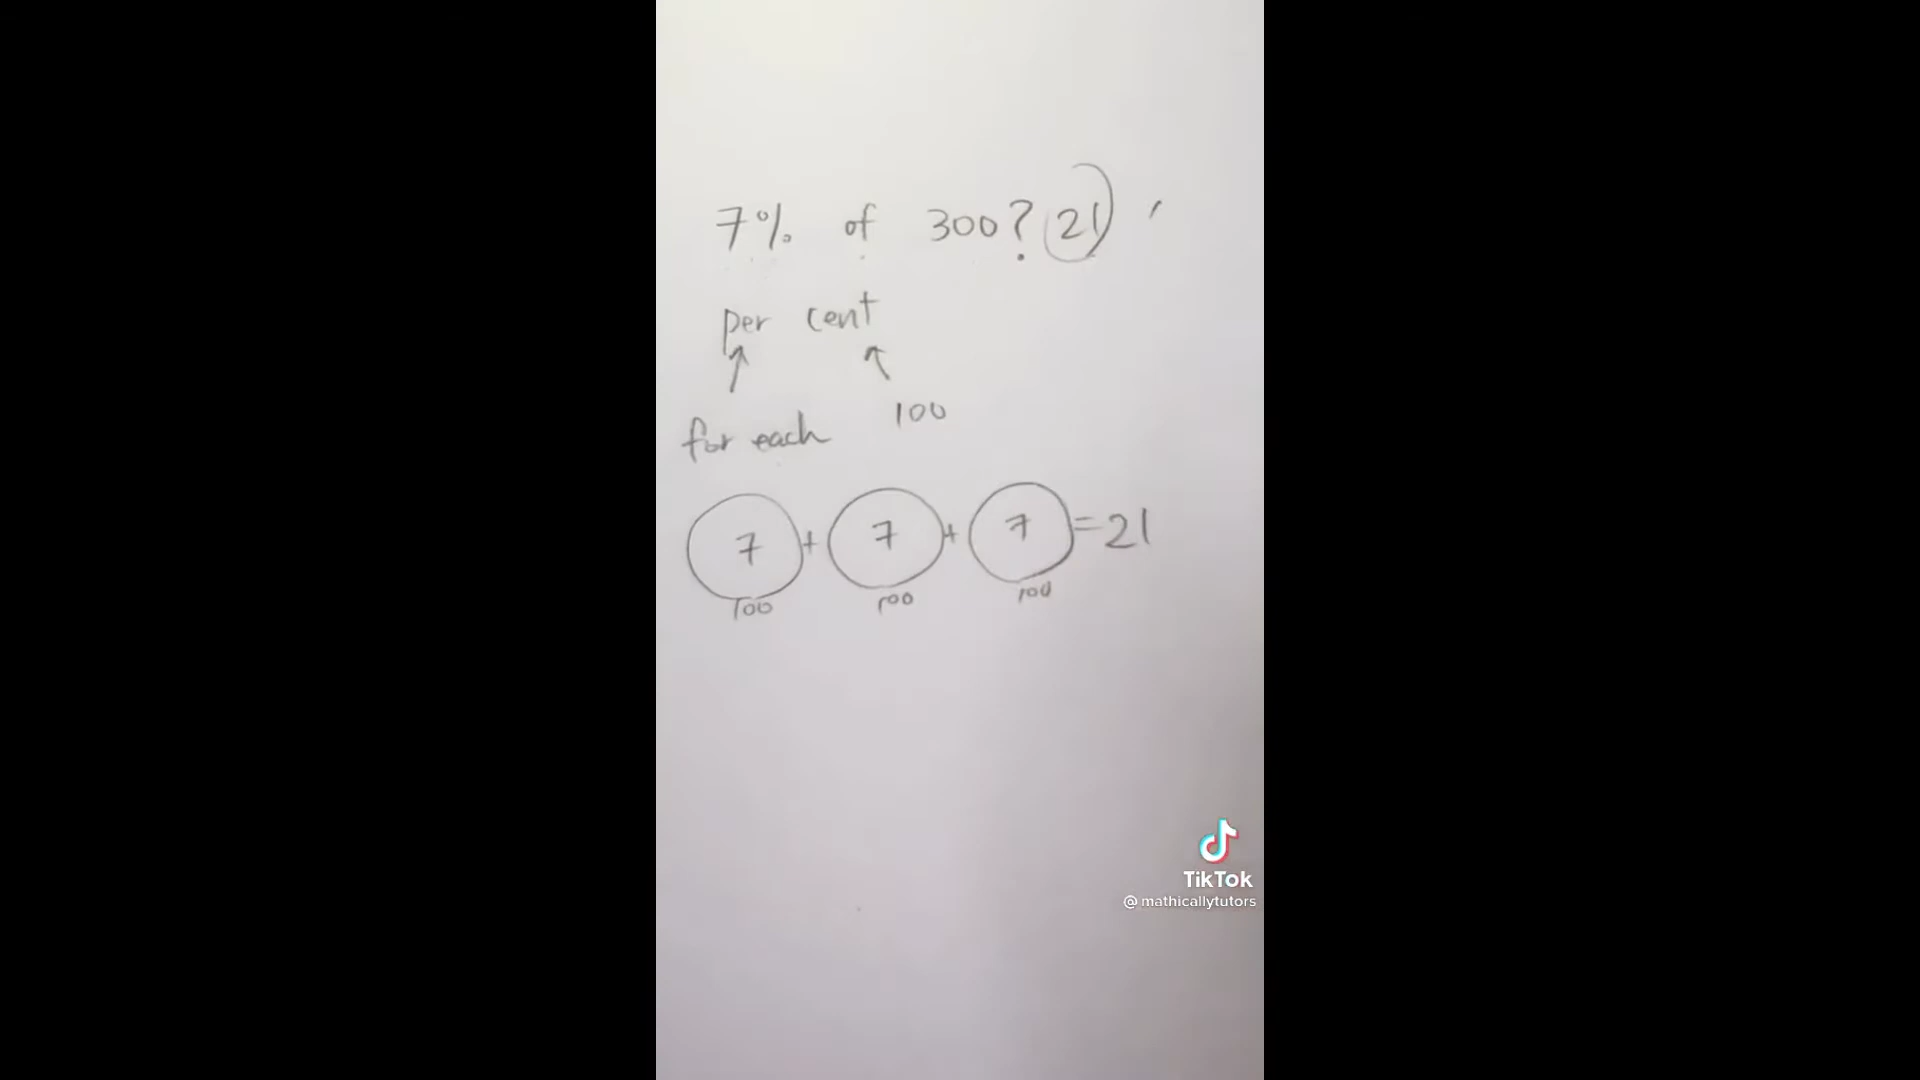 7% of 300? 21
per cent
for each 100
7 + 7 + 7 = 21
100 100 100
TikTok
@mathicallytutors